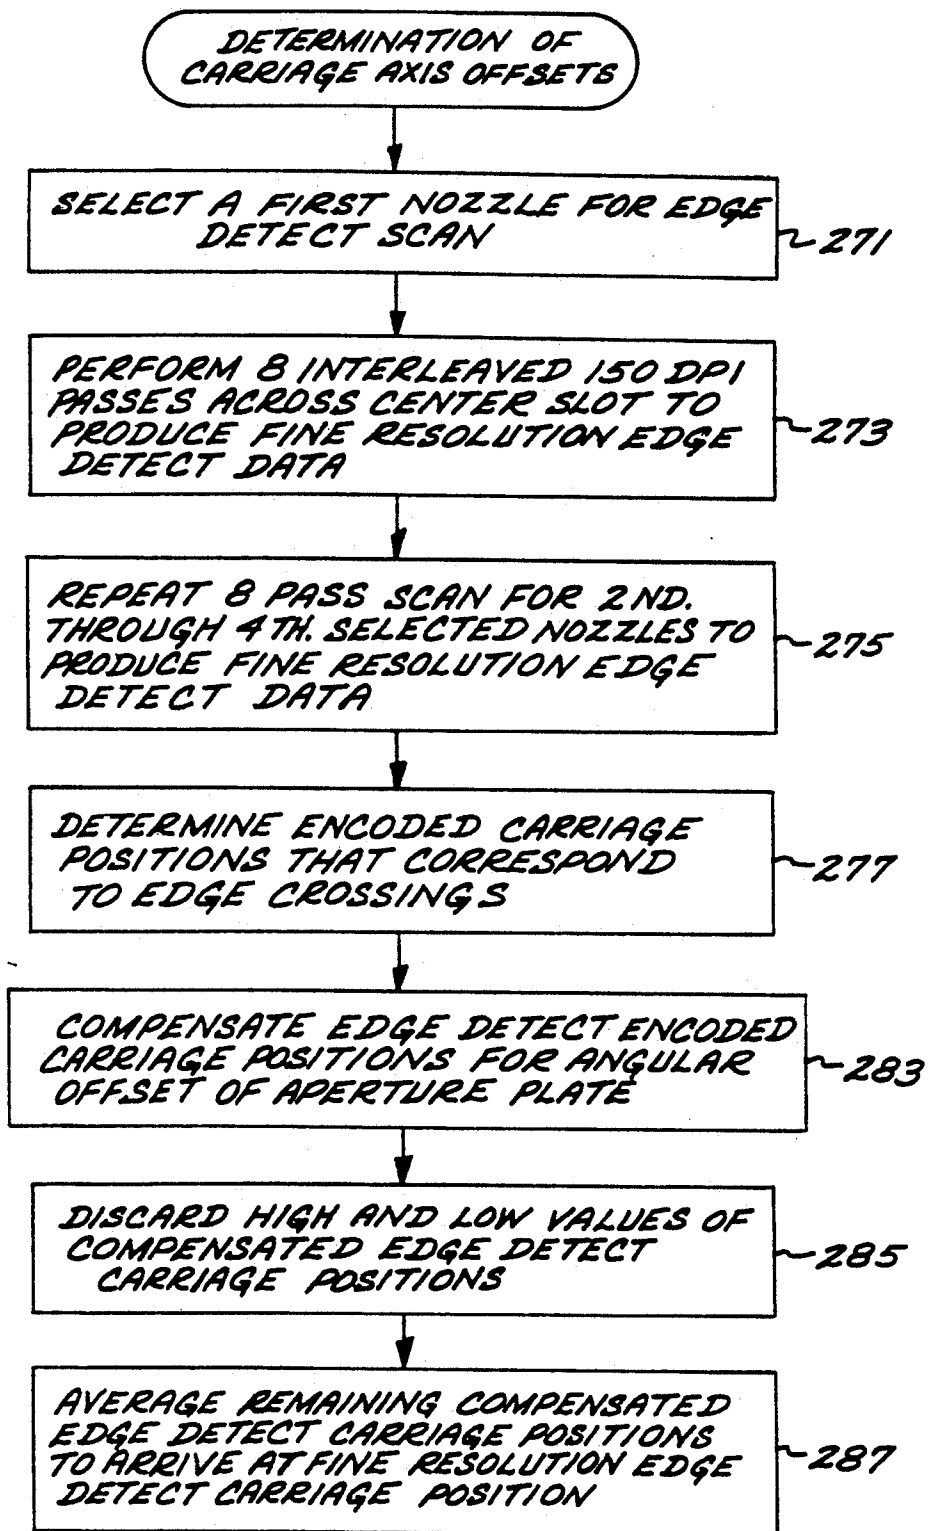 DETERMINATION OF
CARRIAGE AXIS OFFSETS
SELECT A FIRST NOZZLE FOR EDGE
DETECT SCAN
271
PERFORM 8 INTERLEAVED 150 DPI
PASSES ACROSS CENTER SLOT TO
PRODUCE FINE RESOLUTION EDGE
DETECT DATA
273
REPEAT 8 PASS SCAN FOR 2ND.
THROUGH 4TH. SELECTED NOZZLES TO
PRODUCE FINE RESOLUTION EDGE
DETECT DATA
275
DETERMINE ENCODED CARRIAGE
POSITIONS THAT CORRESPOND
TO EDGE CROSSINGS
277
COMPENSATE EDGE DETECT ENCODED
CARRIAGE POSITIONS FOR ANGULAR
OFFSET OF APERTURE PLATE
283
DISCARD HIGH AND LOW VALUES OF
COMPENSATED EDGE DETECT
CARRIAGE POSITIONS
285
AVERAGE REMAINING COMPENSATED
EDGE DETECT CARRIAGE POSITIONS
TO ARRIVE AT FINE RESOLUTION EDGE
DETECT CARRIAGE POSITION
287